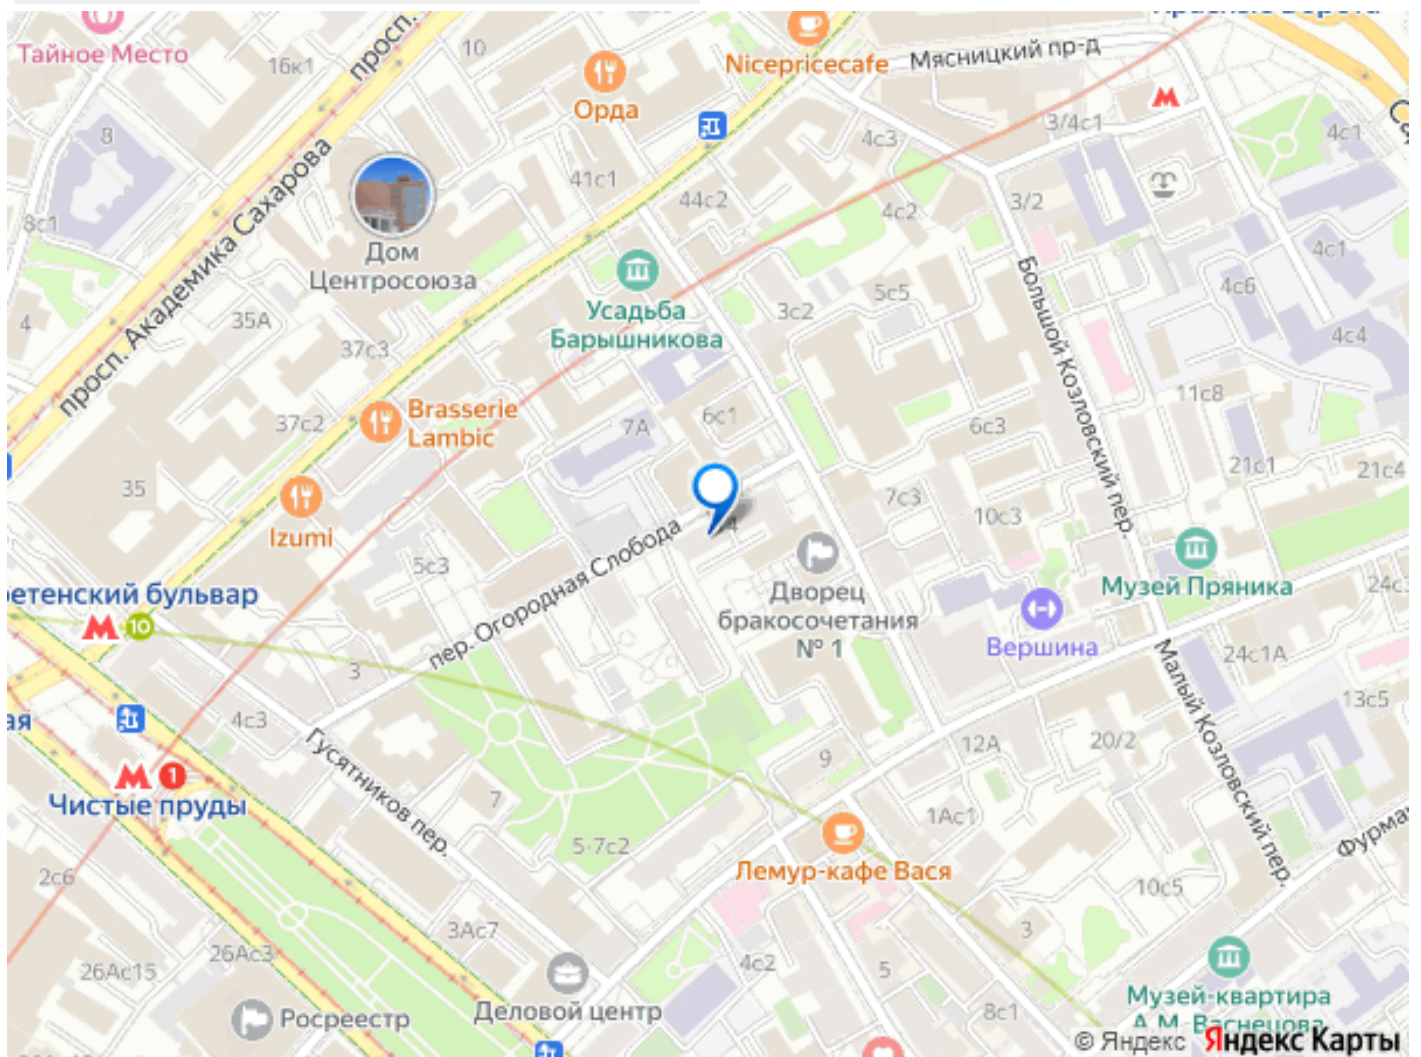 Тайное Место
16к1
просп.
10
Орда
Nicepricecafe
Мясницкий пр-д
8
41с1
44с2
4с3
3/4с1
4с1
8с1
просп. Академика Сахарова
Дом
Центросоюза
4с2
3/2
4с1
4
35А
37с3
Усадьба
Барышникова
3с2
5с5
Большой Козловский пер.
4с6
4с4
Brasserie
Lambic
37с2
7А
6с1
6с3
11с8
35
Izumi
4
7с3
10с3
21с1
21с4
5с3
пер. Огородная Слобода
Дворец
бракосочетания
№ 1
Вершина
Музей Пряника
24с3
ретенский бульвар
10
3
24с1А
13с5
ая
4с3
Гусятников пер.
9
12А
20/2
Малый Козловский пер.
1
Чистые пруды
7
5-7с2
1Ас1
Фурма
Лемур-кафе Вася
2с6
10с5
3Ас7
3
26Ас15
26Ас3
Деловой центр
4с2
5
8с1
Росреестр
Музей-квартира
А.М. Васнецова
© Яндекс Яндекс Карты